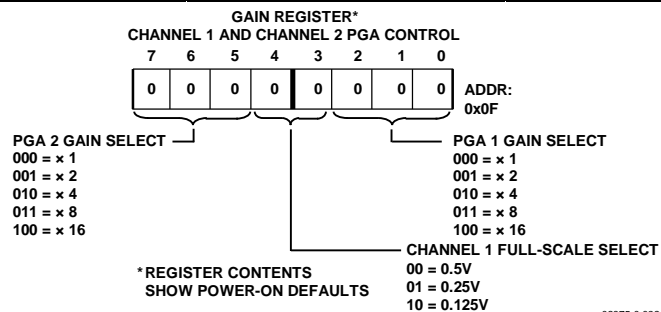 GAIN REGISTER*
CHANNEL 1 AND CHANNEL 2 PGA CONTROL
7 6 5 4 3 2 1 0
0 0 0 0 0 0 0 0 ADDR:
0x0F
PGA 2 GAIN SELECT
000 = × 1
001 = × 2
010 = × 4
011 = × 8
100 = × 16
PGA 1 GAIN SELECT
000 = × 1
001 = × 2
010 = × 4
011 = × 8
100 = × 16
CHANNEL 1 FULL-SCALE SELECT
00 = 0.5V
01 = 0.25V
10 = 0.125V
*REGISTER CONTENTS
SHOW POWER-ON DEFAULTS